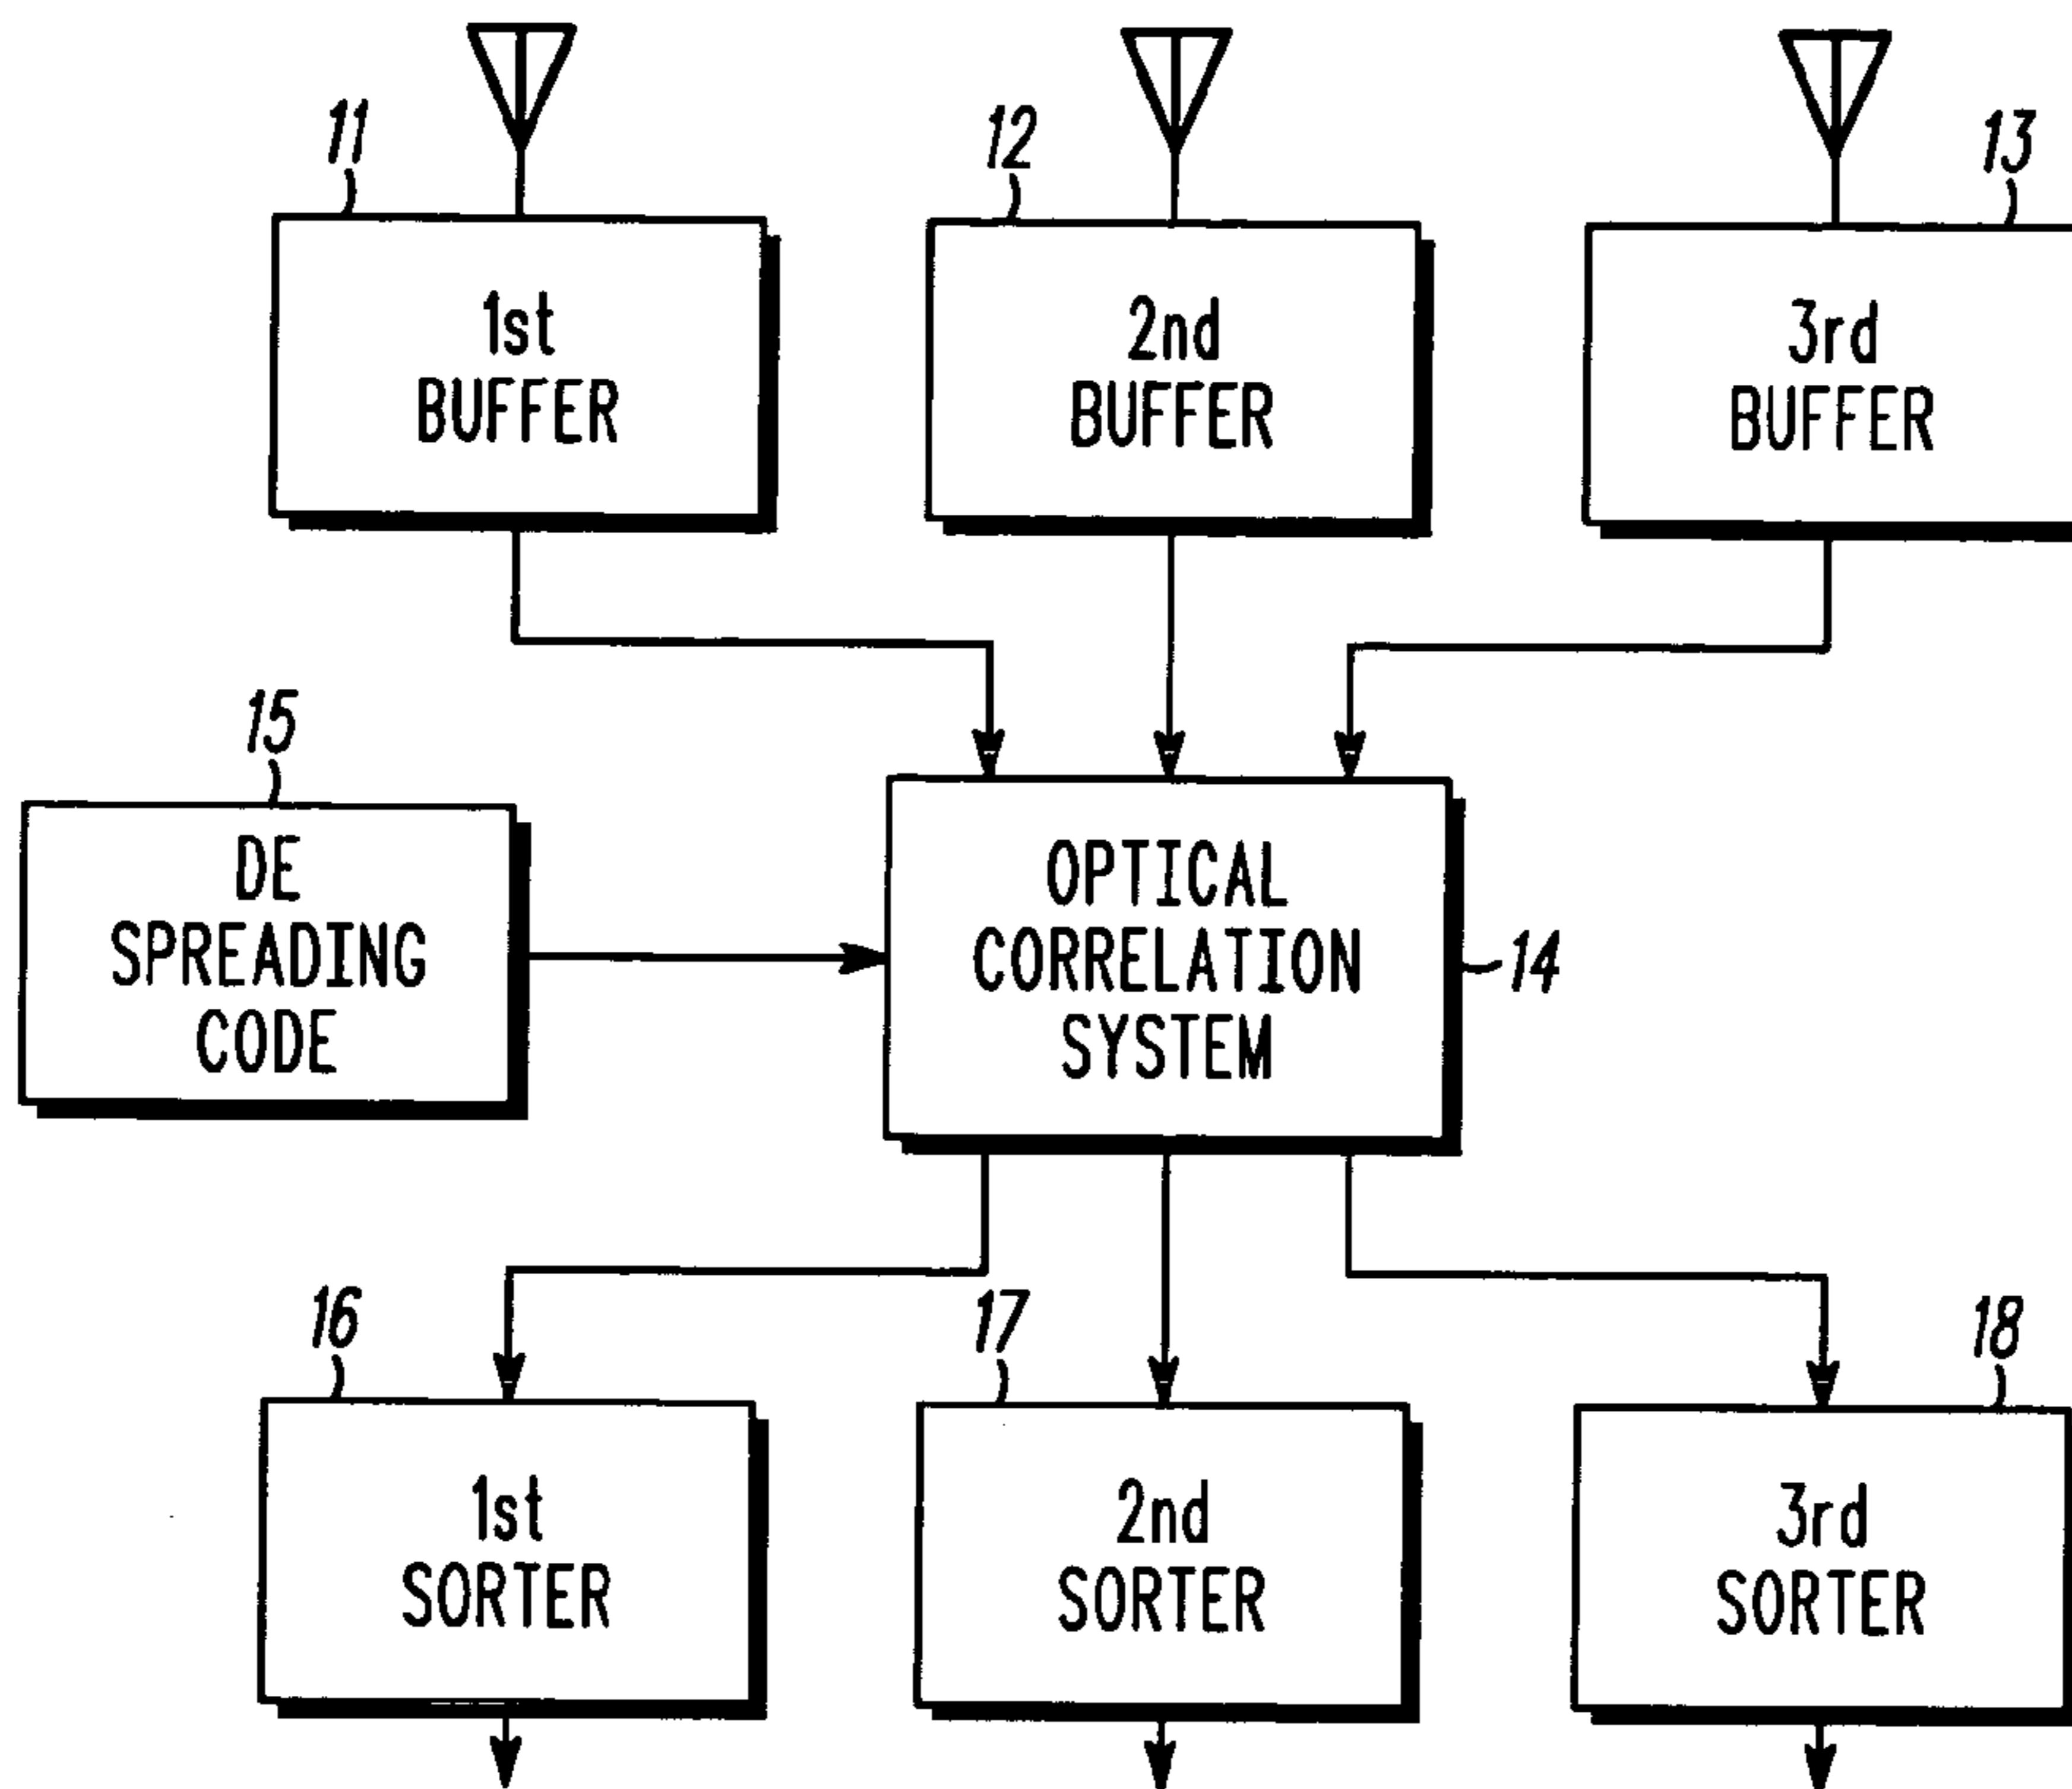 11
12
13
1st
BUFFER
2nd
BUFFER
3rd
BUFFER
15
DE
SPREADING
CODE
OPTICAL
CORRELATION
SYSTEM
14
16
17
18
1st
SORTER
2nd
SORTER
3rd
SORTER